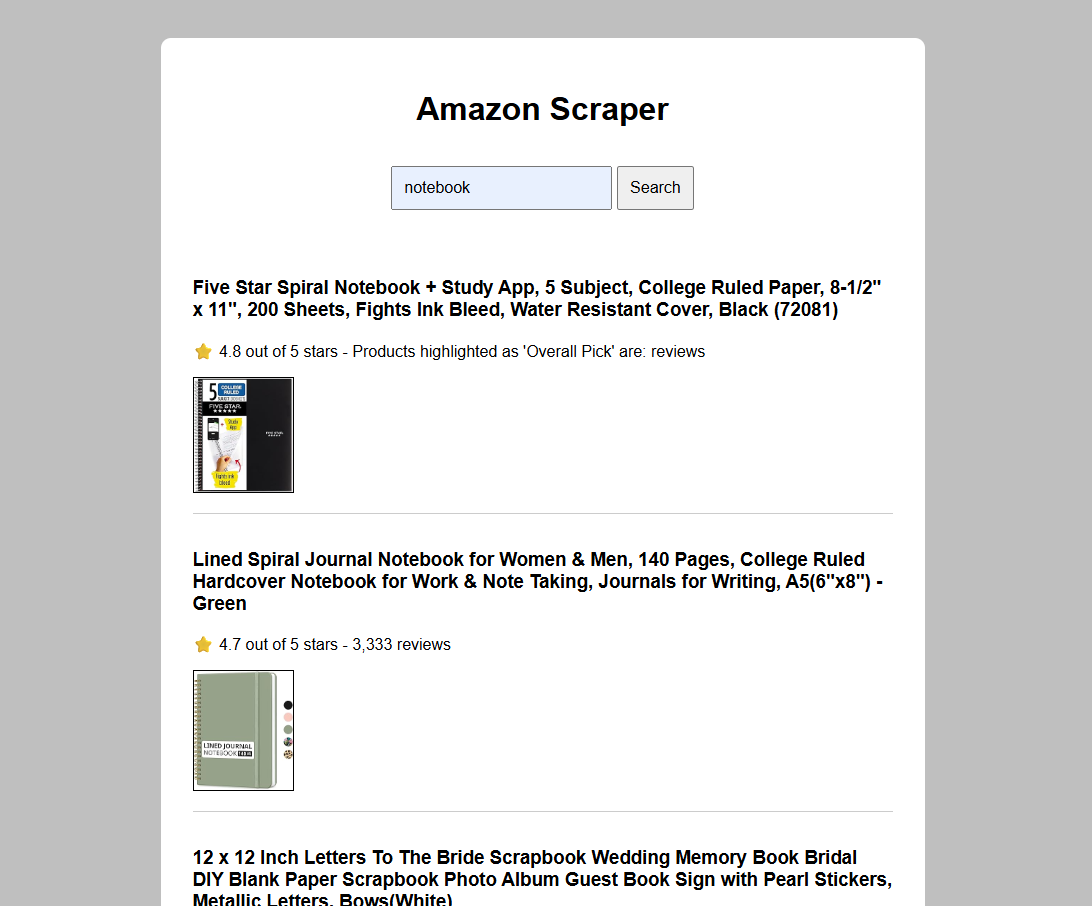 Amazon Scraper
notebook
Search
Five Star Spiral Notebook + Study App, 5 Subject, College Ruled Paper, 8-1/2"
x 11", 200 Sheets, Fights Ink Bleed, Water Resistant Cover, Black (72081)
4.8 out of 5 stars - Products highlighted as 'Overall Pick' are: reviews
5
COLLEGE
RULED
FIVE STAR.
Study
App
FIVE STAR.
Fights Ink
Bleed
Lined Spiral Journal Notebook for Women & Men, 140 Pages, College Ruled
Hardcover Notebook for Work & Note Taking, Journals for Writing, A5(6"x8") -
Green
4.7 out of 5 stars - 3,333 reviews
LINED JOURNAL
NOTEBOOK
12 x 12 Inch Letters To The Bride Scrapbook Wedding Memory Book Bridal
DIY Blank Paper Scrapbook Photo Album Guest Book Sign with Pearl Stickers,
Metallic Letters, Bows(White)